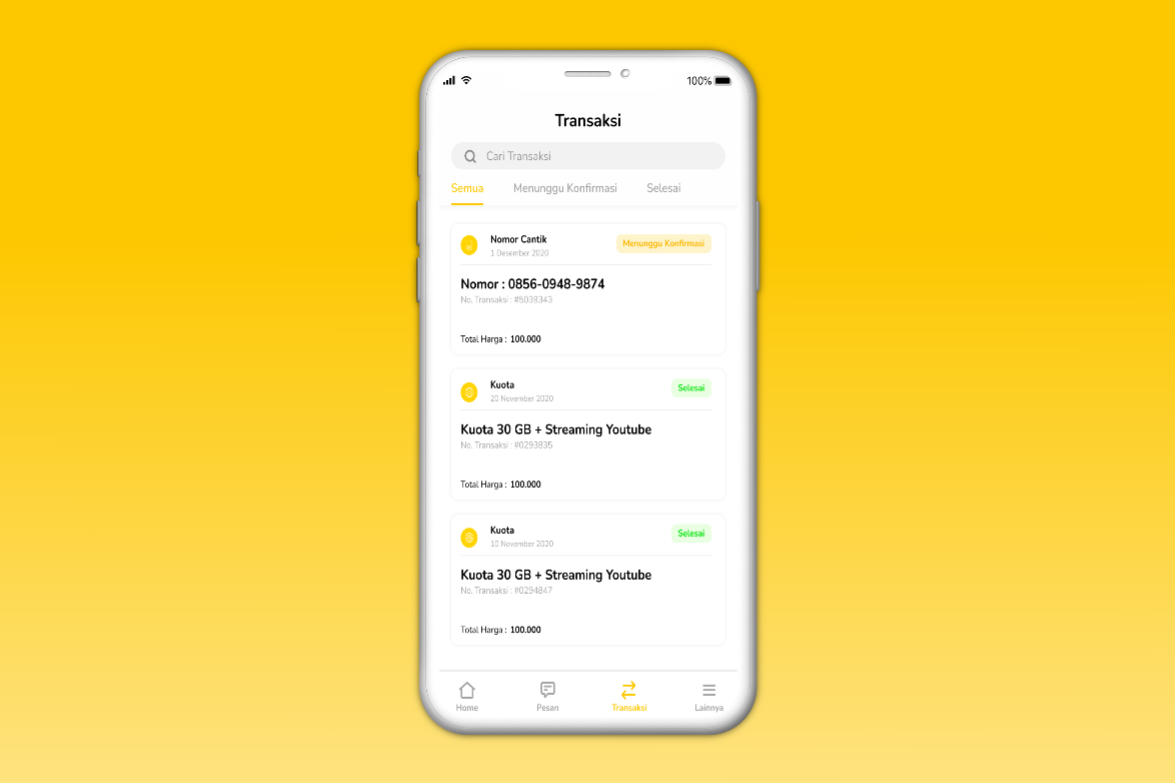 100%
Transaksi
Cari Transaksi
Semua Menunggu Konfirmasi Selesai
Nomor Cantik
Menunggu Konfirmasi
1 Desember 2020
Nomor : 0856-0948-9874
No. Transaksi : #5039343
Total Harga : 100.000
Kuota
Selesai
20 November 2020
Kuota 30 GB + Streaming Youtube
No. Transaksi : #0293835
Total Harga : 100.000
Kuota
Selesai
10 November 2020
Kuota 30 GB + Streaming Youtube
No. Transaksi : #0294847
Total Harga : 100.000
Home Pesan Transaksi Lainnya